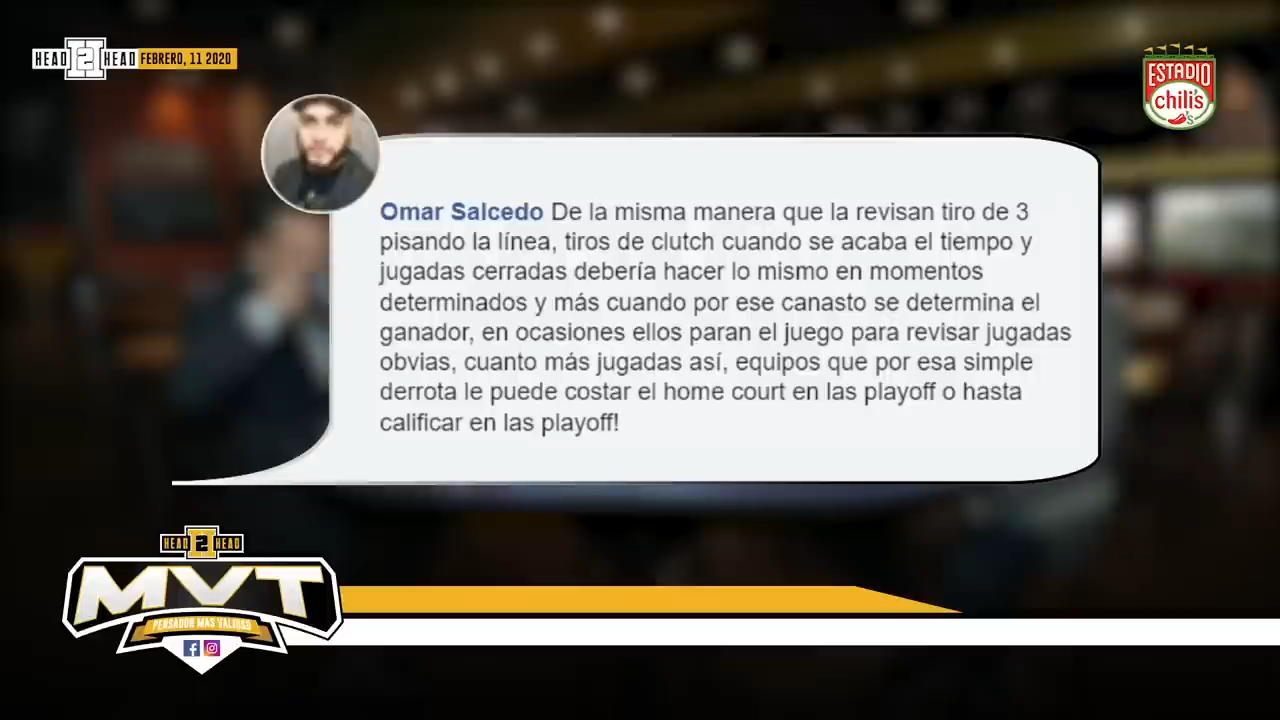 HEAD 2 HEAD FEBRERO, 11 2020
ESTADIO
chili's
Omar Salcedo De la misma manera que la revisan tiro de 3
pisando la línea, tiros de clutch cuando se acaba el tiempo y
jugadas cerradas debería hacer lo mismo en momentos
determinados y más cuando por ese canasto se determina el
ganador, en ocasiones ellos paran el juego para revisar jugadas
obvias, cuanto más jugadas así, equipos que por esa simple
derrota le puede costar el home court en las playoff o hasta
calificar en las playoff!
HEAD 2 HEAD
MVT
PENSADOR MAS VALIOSO